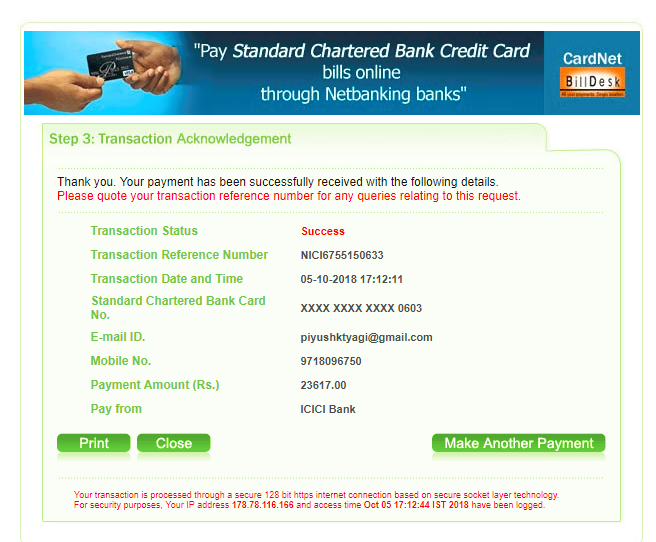 "Pay Standard Chartered Bank Credit Card
bills online
through Netbanking banks"
CardNet
BillDesk
All your payments. Single location
Step 3: Transaction Acknowledgement
Thank you. Your payment has been successfully received with the following details.
Please quote your transaction reference number for any queries relating to this request.
Transaction Status Success
Transaction Reference Number NICI6755150633
Transaction Date and Time 05-10-2018 17:12:11
Standard Chartered Bank Card
No. XXXX XXXX XXXX 0603
E-mail ID. piyushktyagi@gmail.com
Mobile No. 9718096750
Payment Amount (Rs.) 23617.00
Pay from ICICI Bank
Print Close Make Another Payment
Your transaction is processed through a secure 128 bit https internet connection based on secure socket layer technology.
For security purposes, Your IP address 178.78.116.166 and access time Oct 05 17:12:44 IST 2018 have been logged.